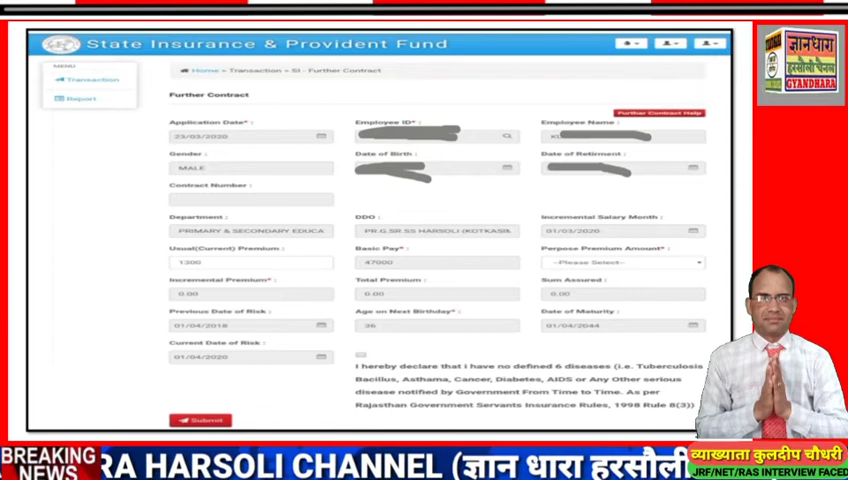 State Insurance & Provident Fund
ज्ञानधारा
हरसौली चैनल
GYANDHARA
MENU
Transaction
Report
Home » Transaction » SI - Further Contract
Further Contract
Further Contract Help
Application Date* :
Employee ID* :
Employee Name :
23/03/2020
Gender :
Date of Birth :
Date of Retirment :
MALE
Contract Number :
Department :
DDO :
Incremental Salary Month :
PRIMARY & SECONDARY EDUCA
PR.G.SR.SS HARSOLI (KOTKASIM
01/03/2020
Usual(Current) Premium :
Basic Pay* :
Perpose Premium Amount* :
1300
47000
--Please Select--
Incremental Premium* :
Total Premium :
Sum Assured :
0.00
0.00
0.00
Previous Date of Risk :
Age on Next Birthday* :
Date of Maturity :
01/04/2018
36
01/04/2044
Current Date of Risk :
01/04/2020
I hereby declare that i have no defined 6 diseases (i.e. Tuberculosis
Bacillus, Asthama, Cancer, Diabetes, AIDS or Any Other serious
disease notified by Government From Time to Time. As per
Rajasthan Government Servants Insurance Rules, 1998 Rule 8(3))
Submit
BREAKING
NEWS
RA HARSOLI CHANNEL (ज्ञान धारा हरसौली
व्याख्याता कुलदीप चौधरी
JRF/NET/RAS INTERVIEW FACED